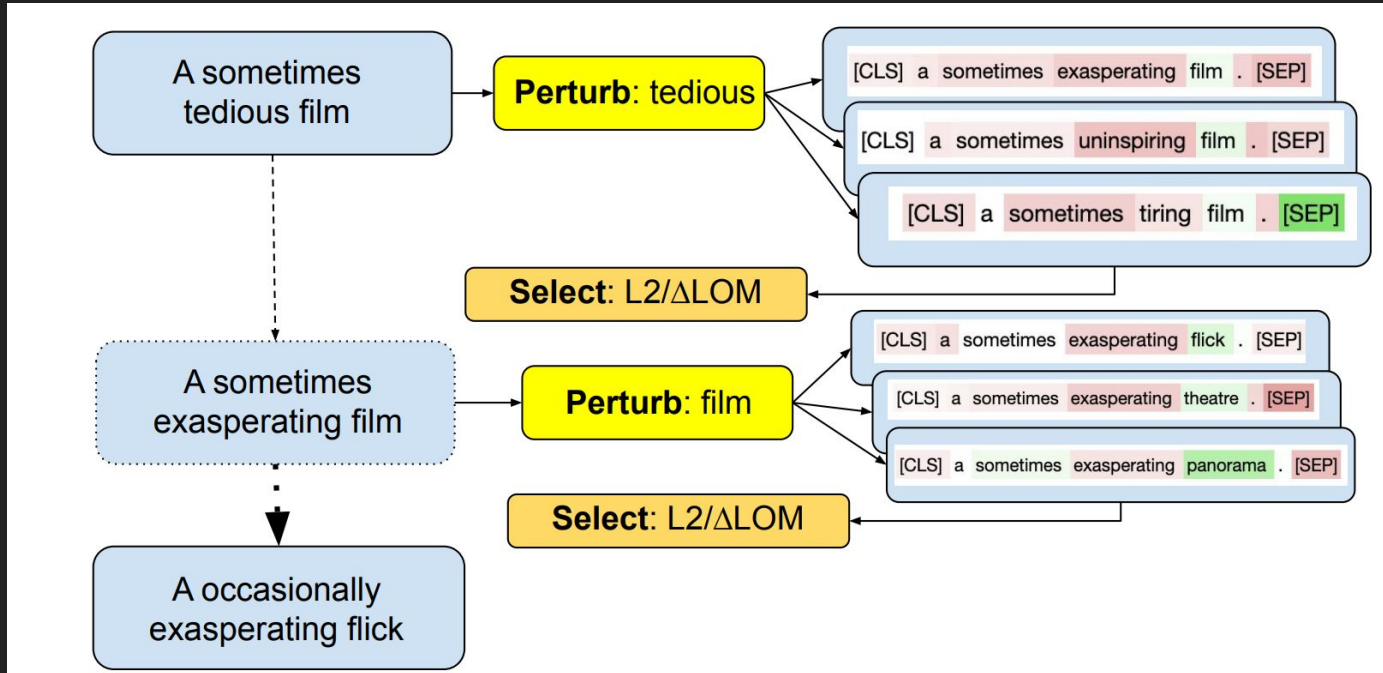 A sometimes
tedious film
Perturb: tedious
[CLS] a sometimes exasperating film . [SEP]
[CLS] a sometimes uninspiring film . [SEP]
[CLS] a sometimes tiring film . [SEP]
Select: L2/∆LOM
A sometimes
exasperating film
Perturb: film
[CLS] a sometimes exasperating flick . [SEP]
[CLS] a sometimes exasperating theatre . [SEP]
[CLS] a sometimes exasperating panorama . [SEP]
Select: L2/∆LOM
A occasionally
exasperating flick